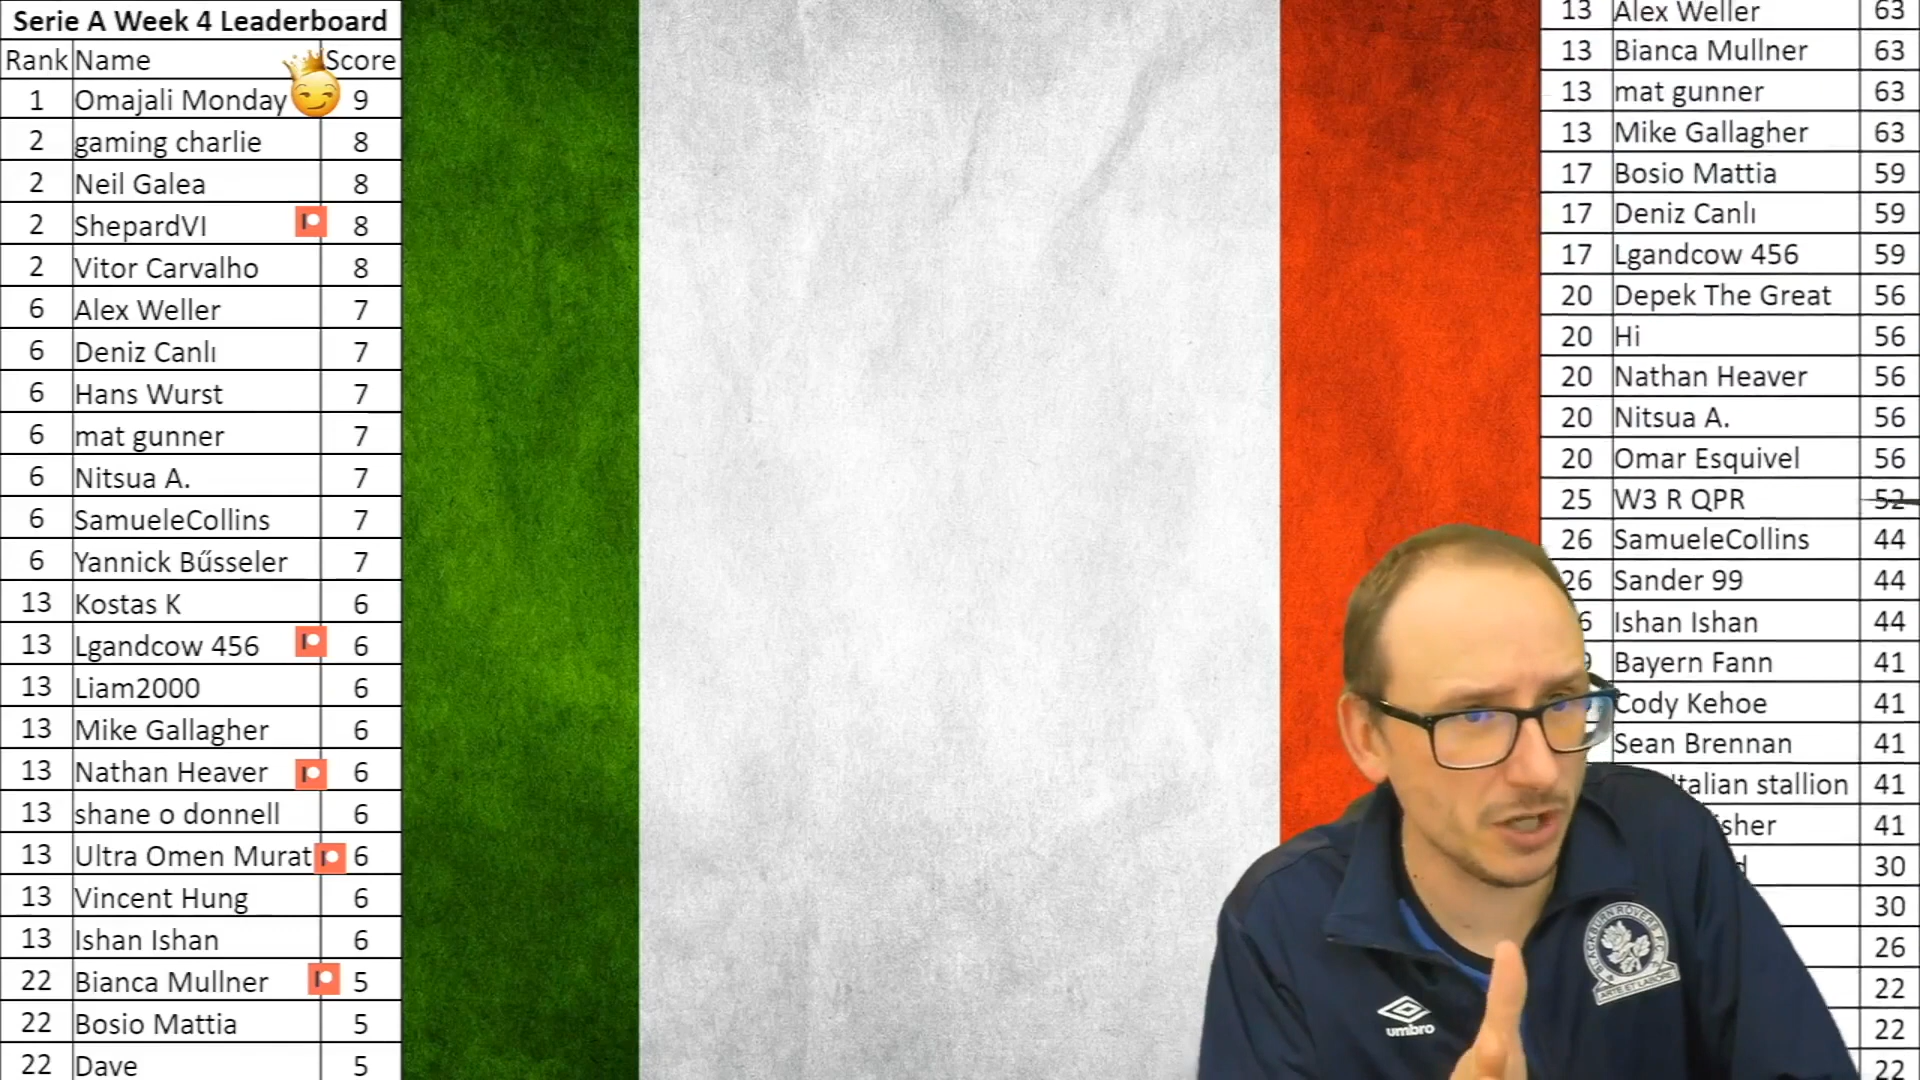 Serie A Week 4 Leaderboard
Rank Name Score
1 Omajali Monday 9
2 gaming charlie 8
2 Neil Galea 8
2 ShepardVI 8
2 Vitor Carvalho 8
6 Alex Weller 7
6 Deniz Canlı 7
6 Hans Wurst 7
6 mat gunner 7
6 Nitsua A. 7
6 SamueleCollins 7
6 Yannick Bűsseler 7
13 Kostas K 6
13 Lgandcow 456 6
13 Liam2000 6
13 Mike Gallagher 6
13 Nathan Heaver 6
13 shane o donnell 6
13 Ultra Omen Murat 6
13 Vincent Hung 6
13 Ishan Ishan 6
22 Bianca Mullner 5
22 Bosio Mattia 5
22 Dave 5
13 Alex Weller 63
13 Bianca Mullner 63
13 mat gunner 63
13 Mike Gallagher 63
17 Bosio Mattia 59
17 Deniz Canlı 59
17 Lgandcow 456 59
20 Depek The Great 56
20 Hi 56
20 Nathan Heaver 56
20 Nitsua A. 56
20 Omar Esquivel 56
25 W3 R QPR 52
26 SamueleCollins 44
26 Sander 99 44
Ishan Ishan 44
Bayern Fann 41
Cody Kehoe 41
Sean Brennan 41
stallion 41
41
30
30
26
22
22
22
BLACKBURN ROVERS F.C.
ARTE ET LABORE
umbro